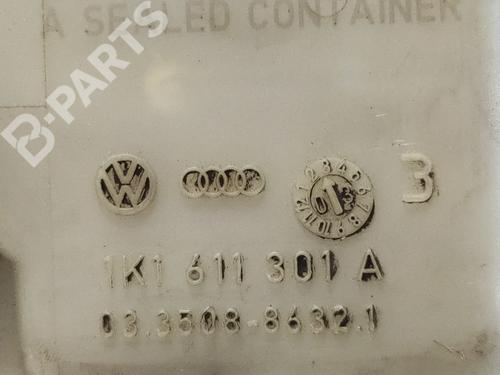 A SEALED CONTAINER
B-PARTS
3
1K1 611 301 A
03.3508-8632.1